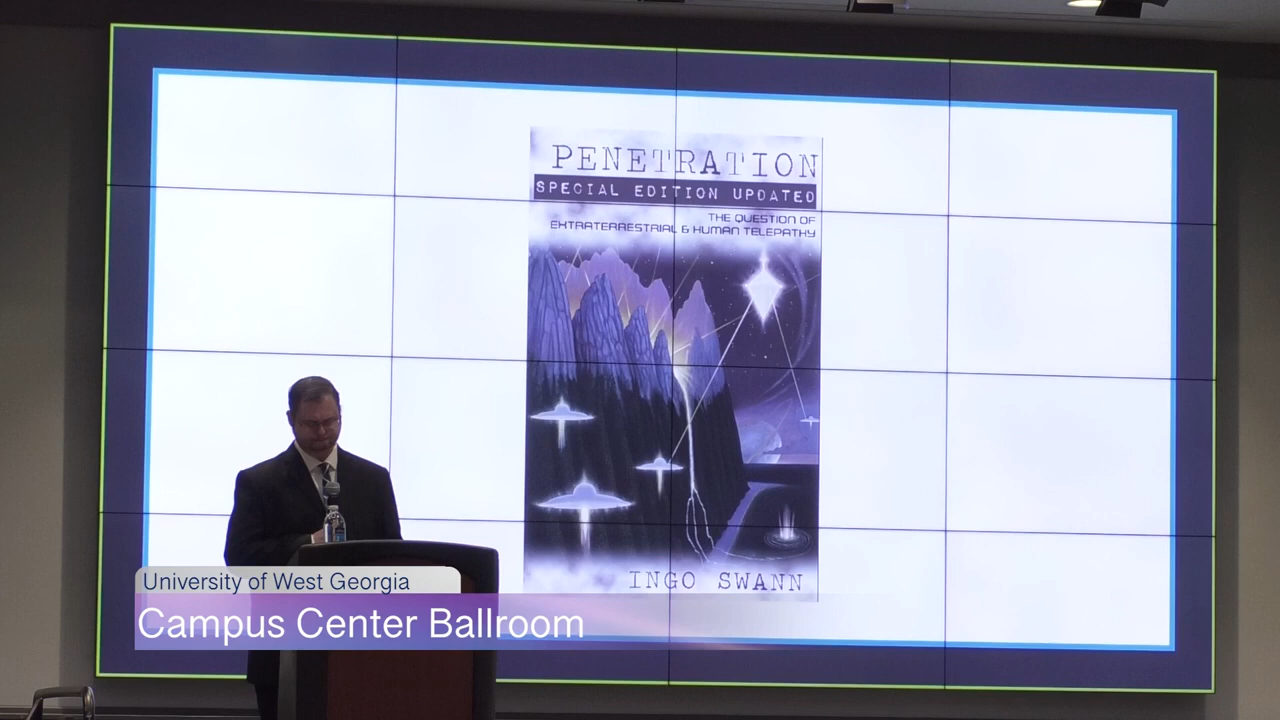 PENETRATION
SPECIAL EDITION UPDATED
THE QUESTION OF
EXTRATERRESTRIAL & HUMAN TELEPATHY
INGO SWANN
University of West Georgia
Campus Center Ballroom